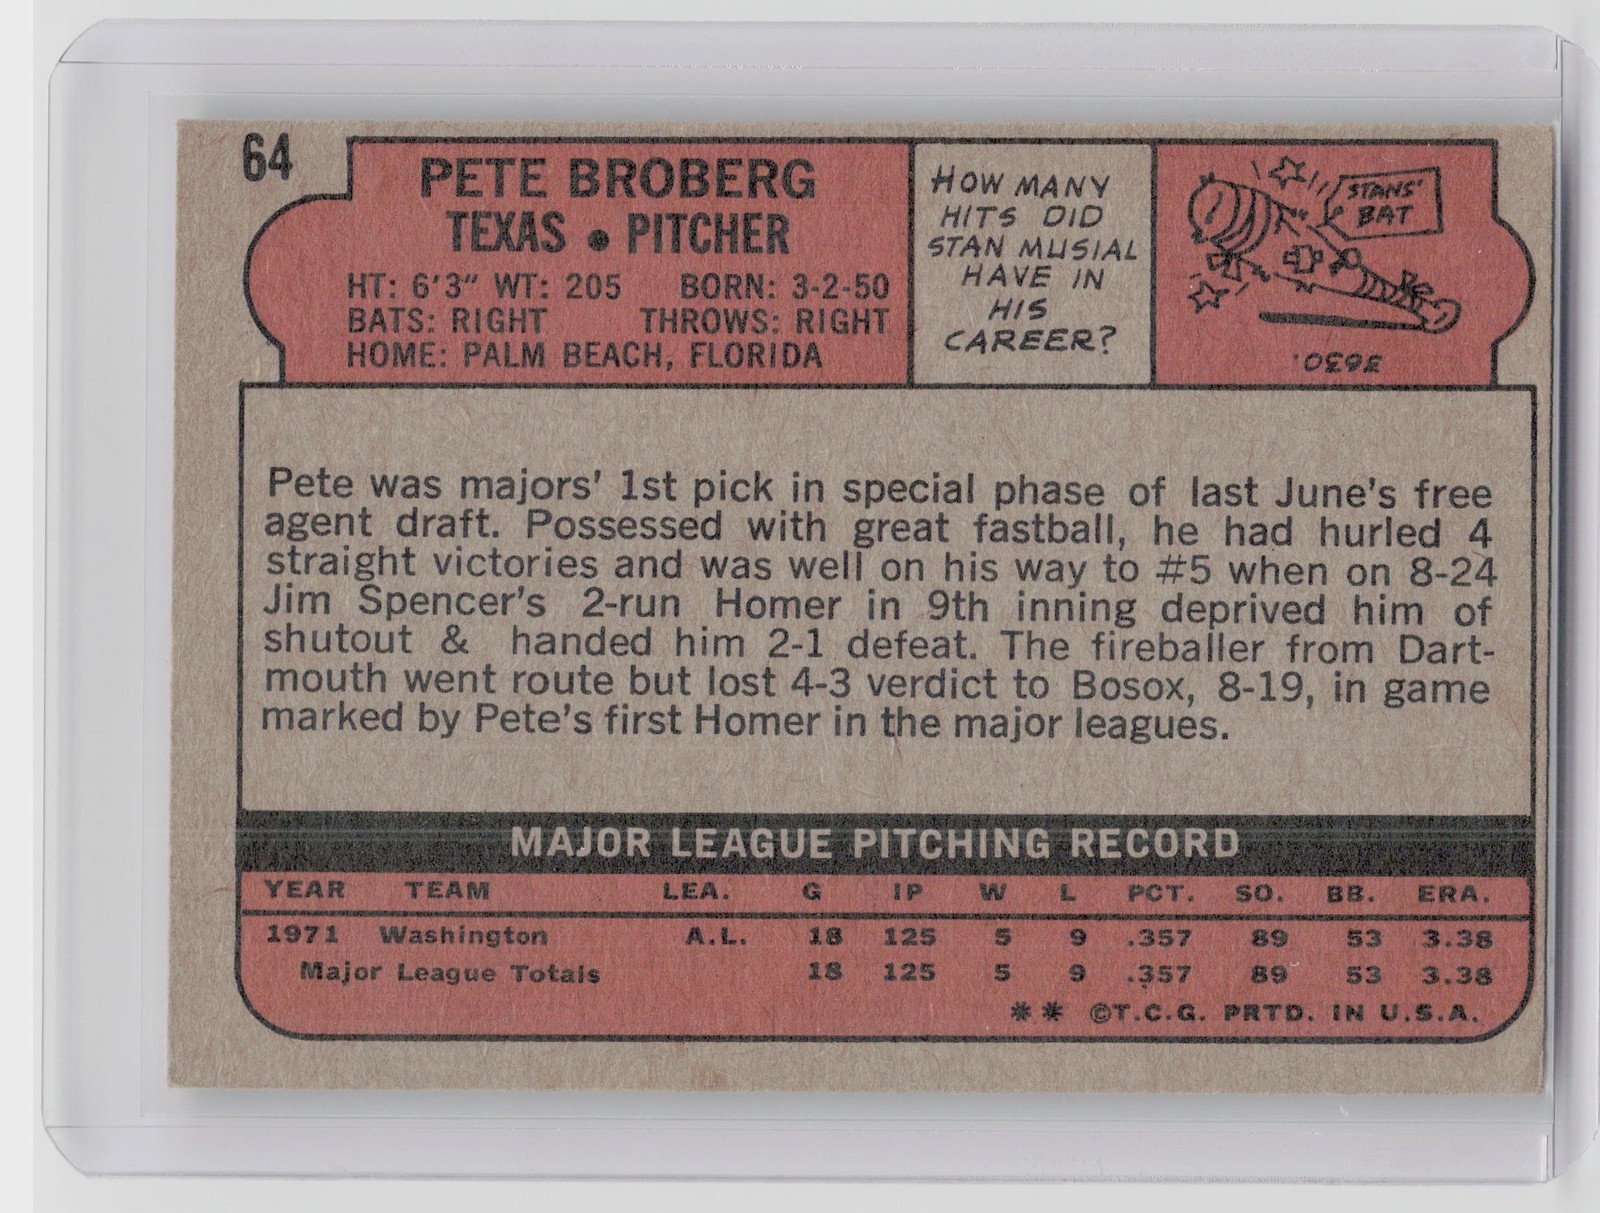 64
PETE BROBERG
TEXAS • PITCHER
HT: 6'3" WT: 205 BORN: 3-2-50
BATS: RIGHT THROWS: RIGHT
HOME: PALM BEACH, FLORIDA
HOW MANY
HITS DID
STAN MUSIAL
HAVE IN
HIS
CAREER?
STANS'
BAT
3630.
Pete was majors' 1st pick in special phase of last June's free
agent draft. Possessed with great fastball, he had hurled 4
straight victories and was well on his way to #5 when on 8-24
Jim Spencer's 2-run Homer in 9th inning deprived him of
shutout & handed him 2-1 defeat. The fireballer from Dart-
mouth went route but lost 4-3 verdict to Bosox, 8-19, in game
marked by Pete's first Homer in the major leagues.
MAJOR LEAGUE PITCHING RECORD
YEAR TEAM LEA. G IP W L PCT. SO. BB. ERA.
1971 Washington A.L. 18 125 5 9 .357 89 53 3.38
Major League Totals 18 125 5 9 .357 89 53 3.38
** ©T.C.G. PRTD. IN U.S.A.